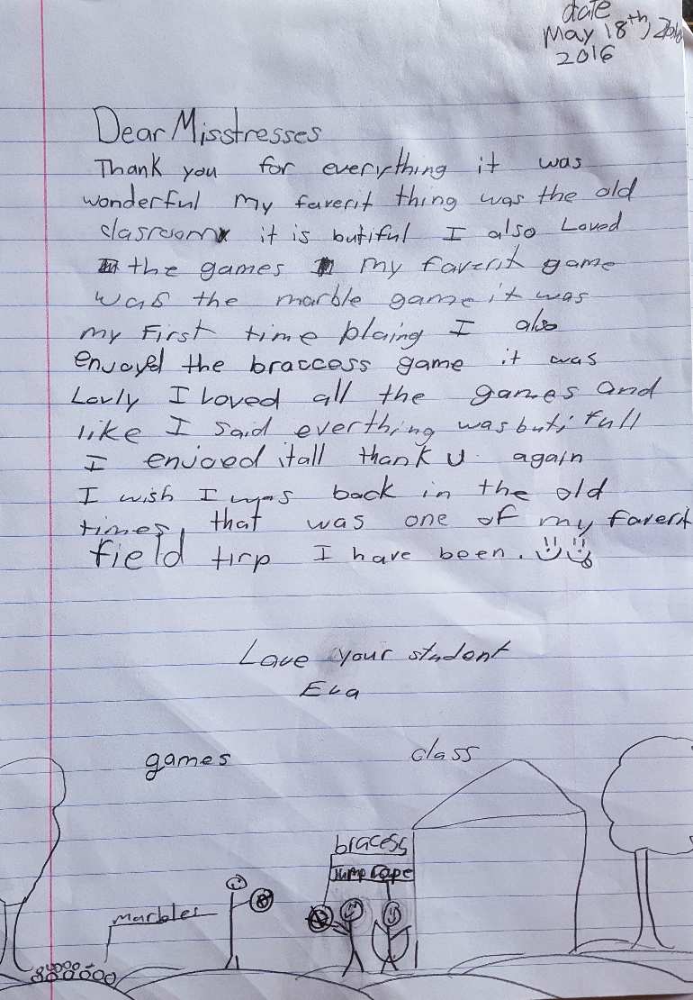 date
May 18th,
2016
Dear Misstresses
Thank you for everything it was
wonderful my faverit thing was the old
clasroom it is butiful I also Loved
the games my faverit game
was the marble game it was
my First time plaing I also
enjoyed the braccess game it was
Lovly I Loved all the games and
like I said everthing was buti full
I enjoed it all thank U again
I wish I was back in the old
times, that was one of my faverit
field tirp I have been.
Love your student
Eva
games class
bracess
Jump rope
marbles